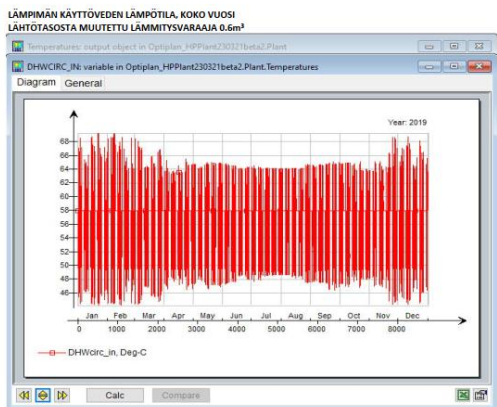 LÄMPIMÄN KÄYTTÖVEDEN LÄMPÖTILA, KOKO VUOSI
LÄHTÖTASOSTA MUUTETTU LÄMMITYSVARAAJA 0.6m³
Temperatures: output object in Optiplan_HPPlant230321beta2.Plant
DHWCIRC_IN: variable in Optiplan_HPPlant230321beta2.Plant.Temperatures
Diagram General
Year: 2019
68
66
64
62
60
58
56
54
52
50
48
46
Jan Feb Mar Apr May Jun Jul Aug Sep Oct Nov Dec
0 1000 2000 3000 4000 5000 6000 7000 8000
DHWcirc_in, Deg-C
Calc Compare